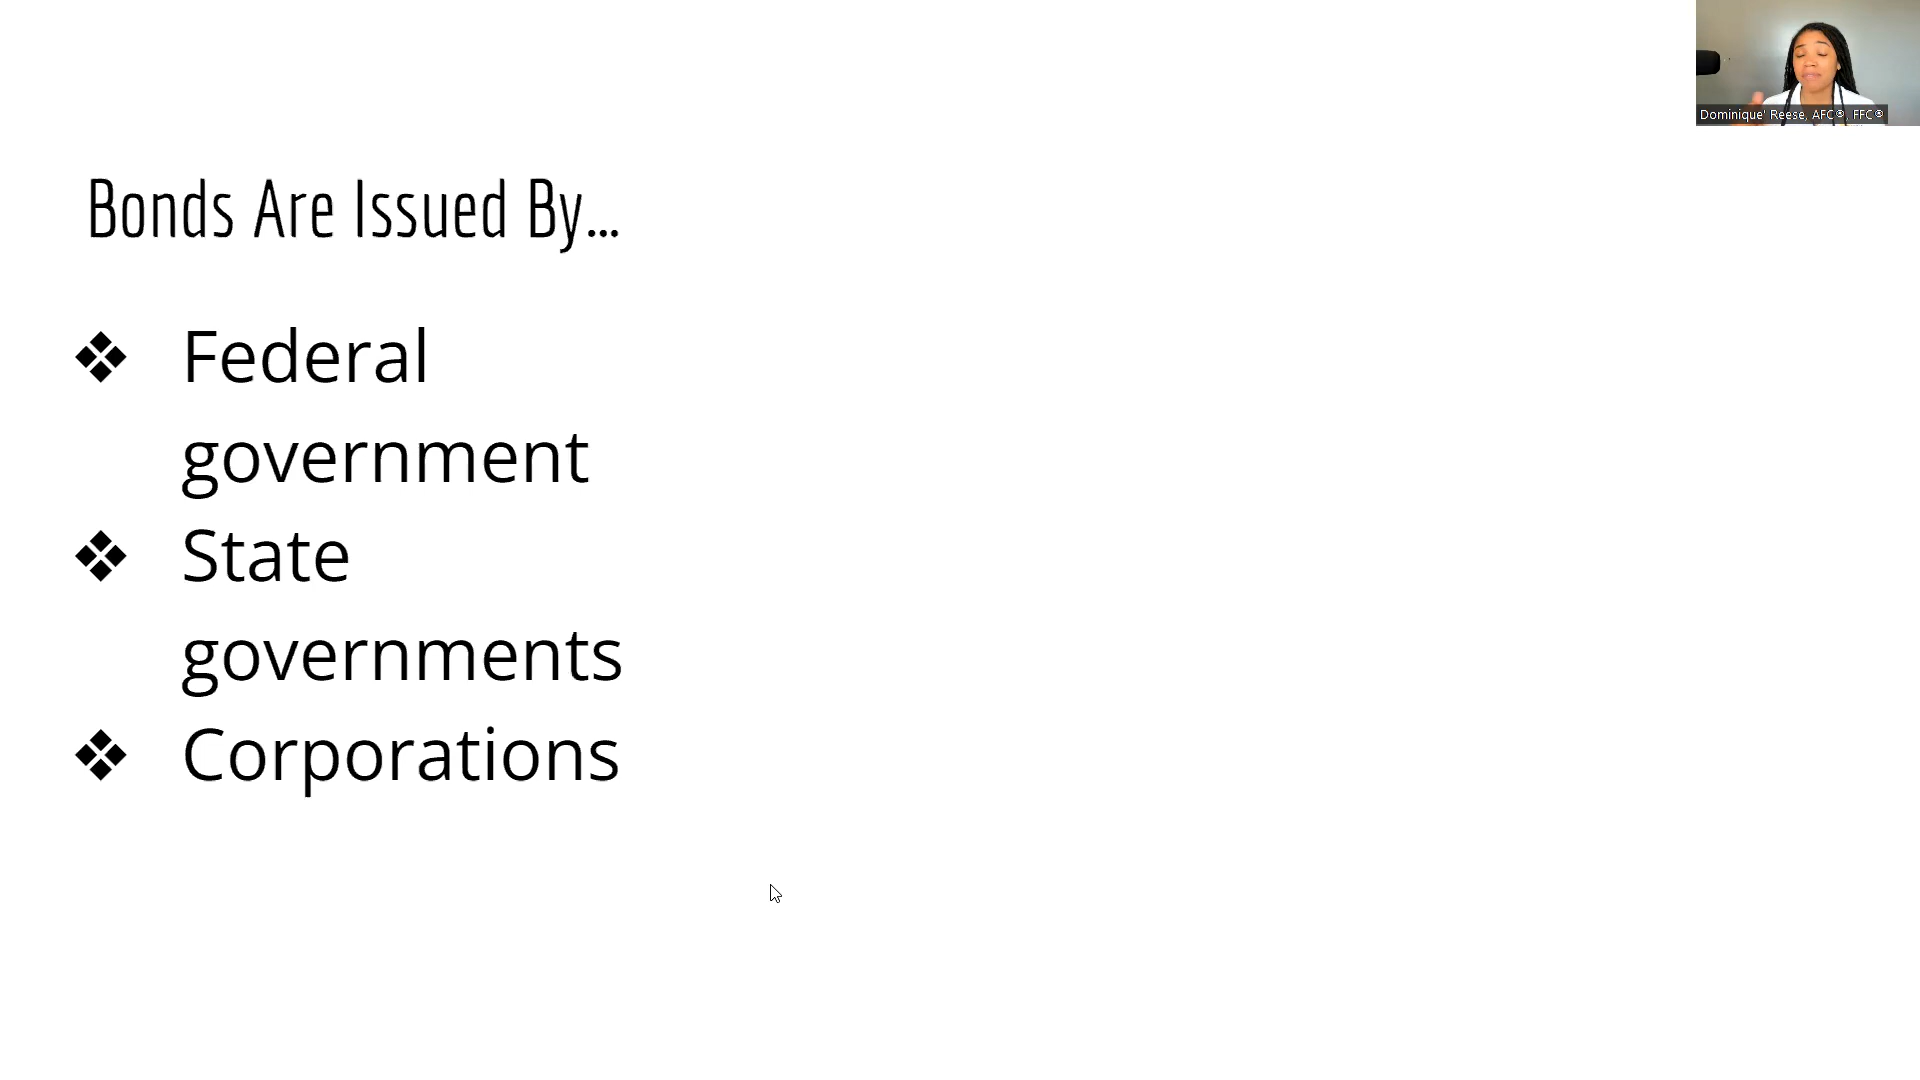 Dominique' Reese, AFC®, FFC®
Bonds Are Issued By...
❖ Federal
government
❖ State
governments
❖ Corporations